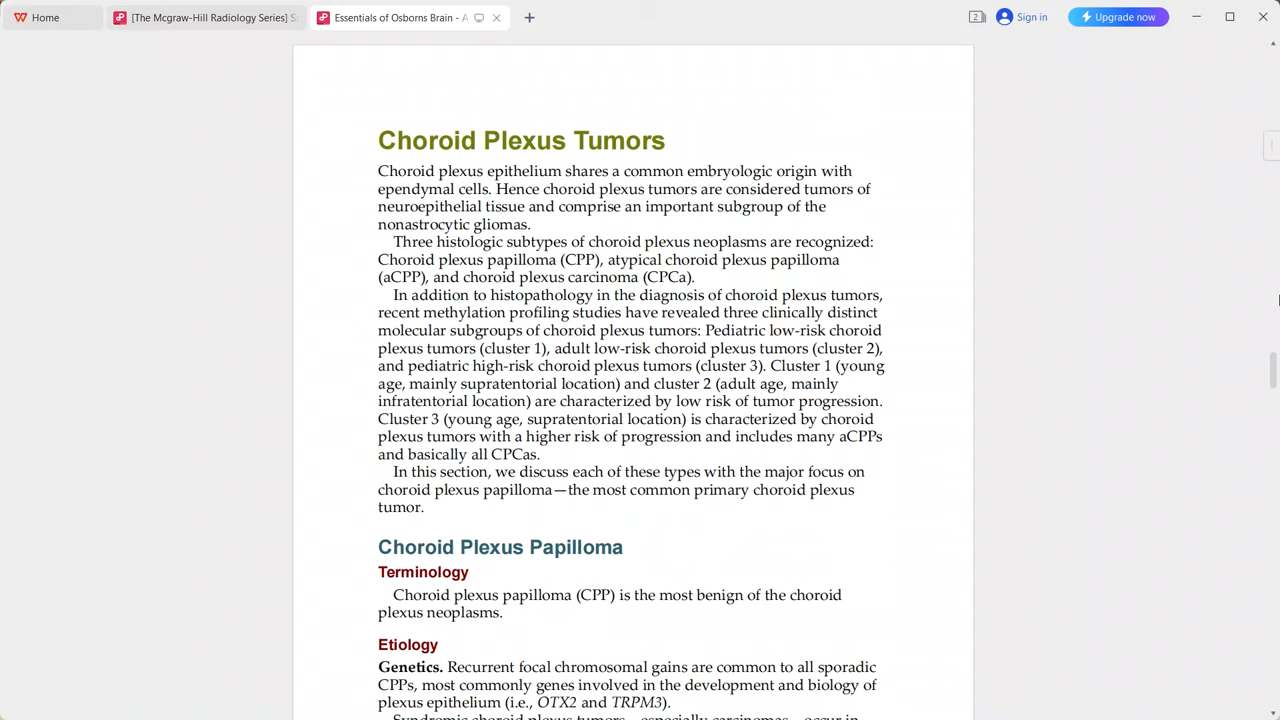 Home
[The Mcgraw-Hill Radiology Series] S
Essentials of Osborns Brain - A
2
Sign in
Upgrade now
Choroid Plexus Tumors
Choroid plexus epithelium shares a common embryologic origin with
ependymal cells. Hence choroid plexus tumors are considered tumors of
neuroepithelial tissue and comprise an important subgroup of the
nonastrocytic gliomas.
Three histologic subtypes of choroid plexus neoplasms are recognized:
Choroid plexus papilloma (CPP), atypical choroid plexus papilloma
(aCPP), and choroid plexus carcinoma (CPCa).
In addition to histopathology in the diagnosis of choroid plexus tumors,
recent methylation profiling studies have revealed three clinically distinct
molecular subgroups of choroid plexus tumors: Pediatric low-risk choroid
plexus tumors (cluster 1), adult low-risk choroid plexus tumors (cluster 2),
and pediatric high-risk choroid plexus tumors (cluster 3). Cluster 1 (young
age, mainly supratentorial location) and cluster 2 (adult age, mainly
infratentorial location) are characterized by low risk of tumor progression.
Cluster 3 (young age, supratentorial location) is characterized by choroid
plexus tumors with a higher risk of progression and includes many aCPPs
and basically all CPCas.
In this section, we discuss each of these types with the major focus on
choroid plexus papilloma—the most common primary choroid plexus
tumor.
Choroid Plexus Papilloma
Terminology
Choroid plexus papilloma (CPP) is the most benign of the choroid
plexus neoplasms.
Etiology
Genetics. Recurrent focal chromosomal gains are common to all sporadic
CPPs, most commonly genes involved in the development and biology of
plexus epithelium (i.e., OTX2 and TRPM3).
Syndromic choroid plexus tumors—especially carcinomas—occur in